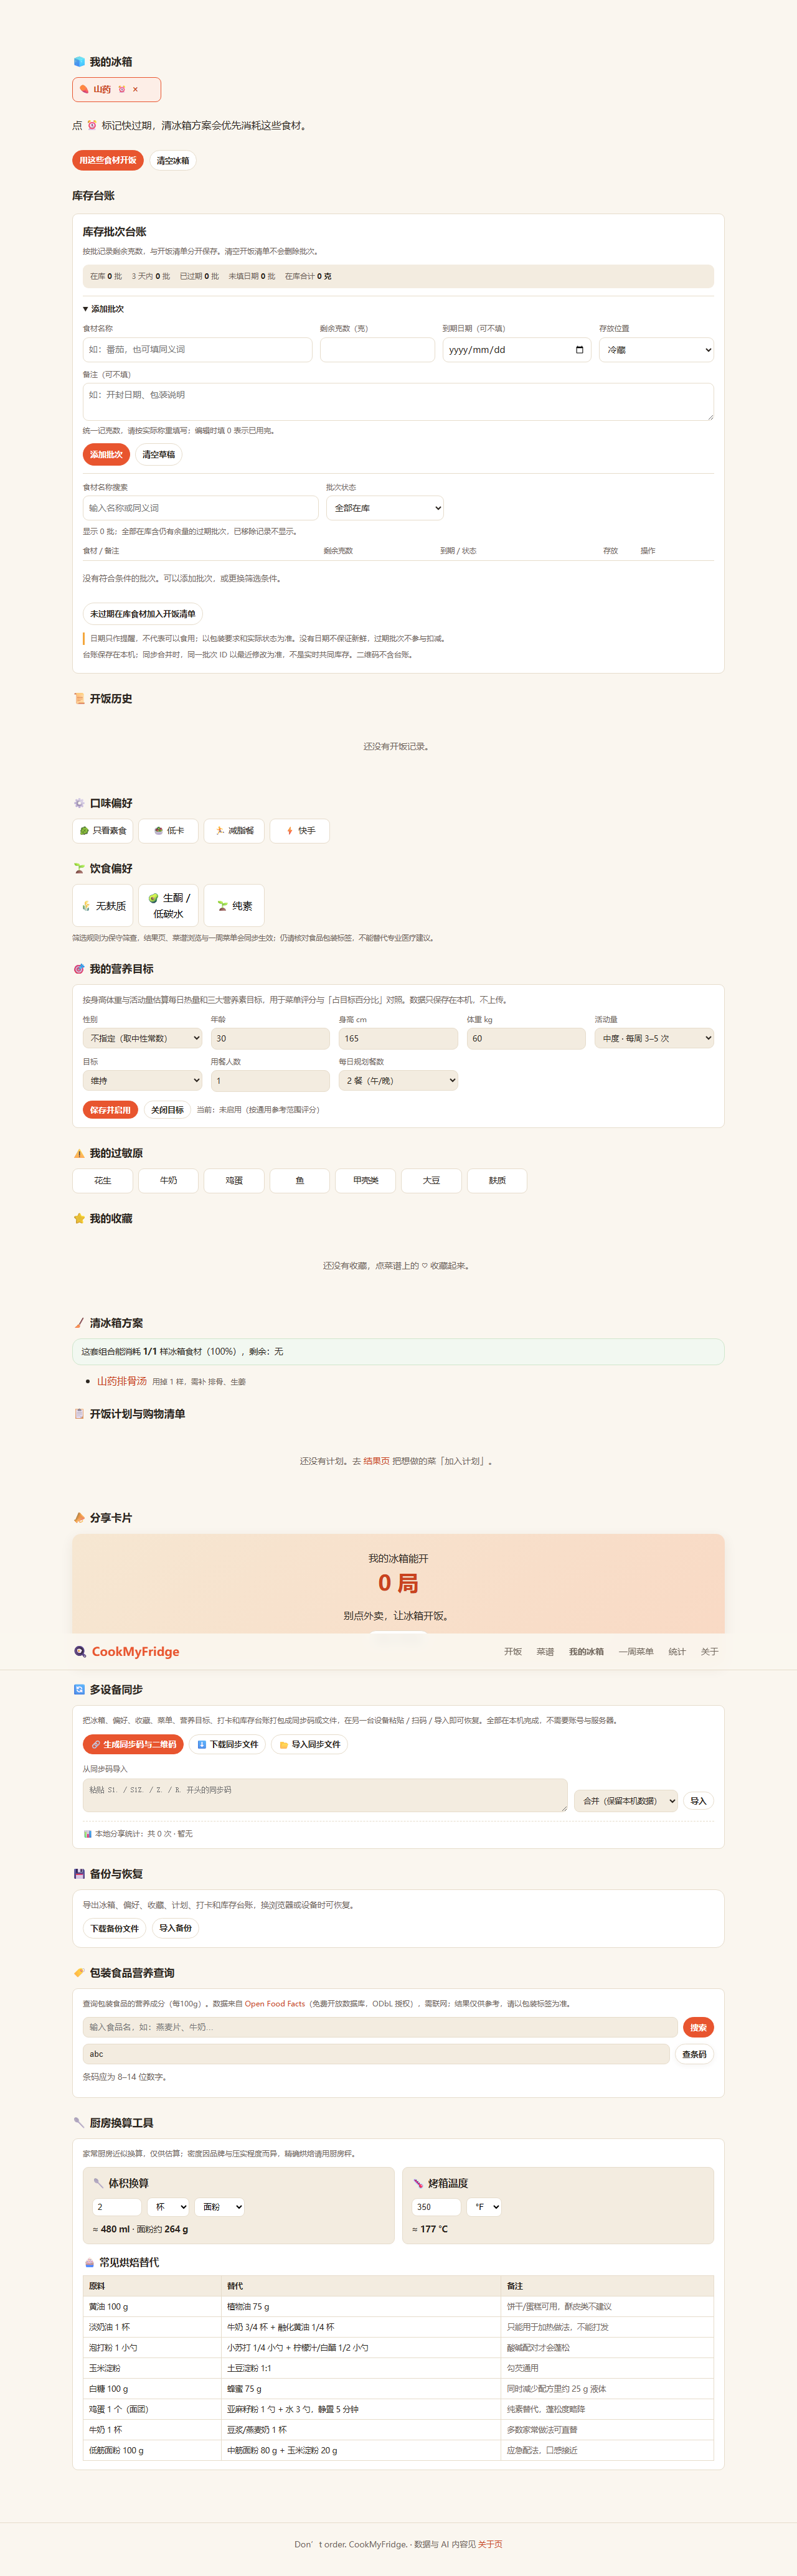 我的冰箱
山药 ×
点 ⏰ 标记快过期，清冰箱方案会优先消耗这些食材。
用这些食材开饭 清空冰箱
库存台账
库存批次台账
按批记录剩余克数，与开饭清单分开保存。清空开饭清单不会删除批次。
在库 0 批 3 天内 0 批 已过期 0 批 未填日期 0 批 在库合计 0 克
▼ 添加批次
食材名称 剩余克数（克） 到期日期（可不填） 存放位置
如：番茄，也可填同义词 yyyy/mm/dd 冷藏
备注（可不填）
如：开封日期、包装说明
统一记克数，请按实际称重填写；编辑时填 0 表示已用完。
添加批次 清空草稿
食材名称搜索 批次状态
输入名称或同义词 全部在库
显示 0 批；全部在库含仍有余量的过期批次，已移除记录不显示。
食材 / 备注 剩余克数 到期 / 状态 存放 操作
没有符合条件的批次。可以添加批次，或更换筛选条件。
未过期在库食材加入开饭清单
日期只作提醒，不代表可以食用；以包装要求和实际状态为准。没有日期不保证新鲜，过期批次不参与扣减。
台账保存在本机；同步合并时，同一批次 ID 以最近修改为准，不是实时共同库存。二维码不含台账。
开饭历史
还没有开饭记录。
口味偏好
只看素食 低卡 减脂餐 快手
饮食偏好
无麸质 生酮 / 低碳水 纯素
筛选规则为保守筛查，结果页、菜谱浏览与一周菜单会同步生效；仍请核对食品包装标签，不能替代专业医疗建议。
我的营养目标
按身高体重与活动量估算每日热量和三大营养素目标，用于菜单评分与「占目标百分比」对照。数据只保存在本机，不上传。
性别 年龄 身高 cm 体重 kg 活动量
不指定（取中性常数） 30 165 60 中度 · 每周 3–5 次
目标 用餐人数 每日规划餐数
维持 1 2 餐（午/晚）
保存并启用 关闭目标 当前：未启用（按通用参考范围评分）
我的过敏原
花生 牛奶 鸡蛋 鱼 甲壳类 大豆 麸质
我的收藏
还没有收藏，点菜谱上的 ♡ 收藏起来。
清冰箱方案
这套组合能消耗 1/1 样冰箱食材（100%），剩余：无
• 山药排骨汤 用掉 1 样，需补 排骨、生姜
开饭计划与购物清单
还没有计划。去 结果页 把想做的菜「加入计划」。
分享卡片
我的冰箱能开
0 局
别点外卖，让冰箱开饭。
CookMyFridge 开饭 菜谱 我的冰箱 一周菜单 统计 关于
多设备同步
把冰箱、偏好、收藏、菜单、营养目标、打卡和库存台账打包成同步码或文件，在另一台设备粘贴 / 扫码 / 导入即可恢复。全部在本机完成，不需要账号与服务器。
生成同步码与二维码 下载同步文件 导入同步文件
从同步码导入
粘贴 S1. / S1Z. / Z. / R. 开头的同步码 合并（保留本机数据） 导入
本地分享统计：共 0 次 · 暂无
备份与恢复
导出冰箱、偏好、收藏、计划、打卡和库存台账，换浏览器或设备时可恢复。
下载备份文件 导入备份
包装食品营养查询
查询包装食品的营养成分（每100g）。数据来自 Open Food Facts（免费开放数据库，ODbL 授权），需联网；结果仅供参考，请以包装标签为准。
输入食品名，如：燕麦片、牛奶… 搜索
abc 查条码
条码应为 8–14 位数字。
厨房换算工具
家常厨房近似换算，仅供估算；密度因品牌与压实程度而异，精确烘焙请用厨房秤。
体积换算 烤箱温度
2 杯 面粉 350 °F
≈ 480 ml · 面粉约 264 g ≈ 177 °C
常见烘焙替代
原料 替代 备注
黄油 100 g 植物油 75 g 饼干/蛋糕可用，酥皮类不建议
淡奶油 1 杯 牛奶 3/4 杯 + 融化黄油 1/4 杯 只能用于加热做法，不能打发
泡打粉 1 小勺 小苏打 1/4 小勺 + 柠檬汁/白醋 1/2 小勺 酸碱配对才会蓬松
玉米淀粉 土豆淀粉 1:1 勾芡通用
白糖 100 g 蜂蜜 75 g 同时减少配方里约 25 g 液体
鸡蛋 1 个（面团） 亚麻籽粉 1 勺 + 水 3 勺，静置 5 分钟 纯素替代，蓬松度略降
牛奶 1 杯 豆浆/燕麦奶 1 杯 多数家常做法可直替
低筋面粉 100 g 中筋面粉 80 g + 玉米淀粉 20 g 应急配法，口感接近
Don't order. CookMyFridge. · 数据与 AI 内容见 关于页